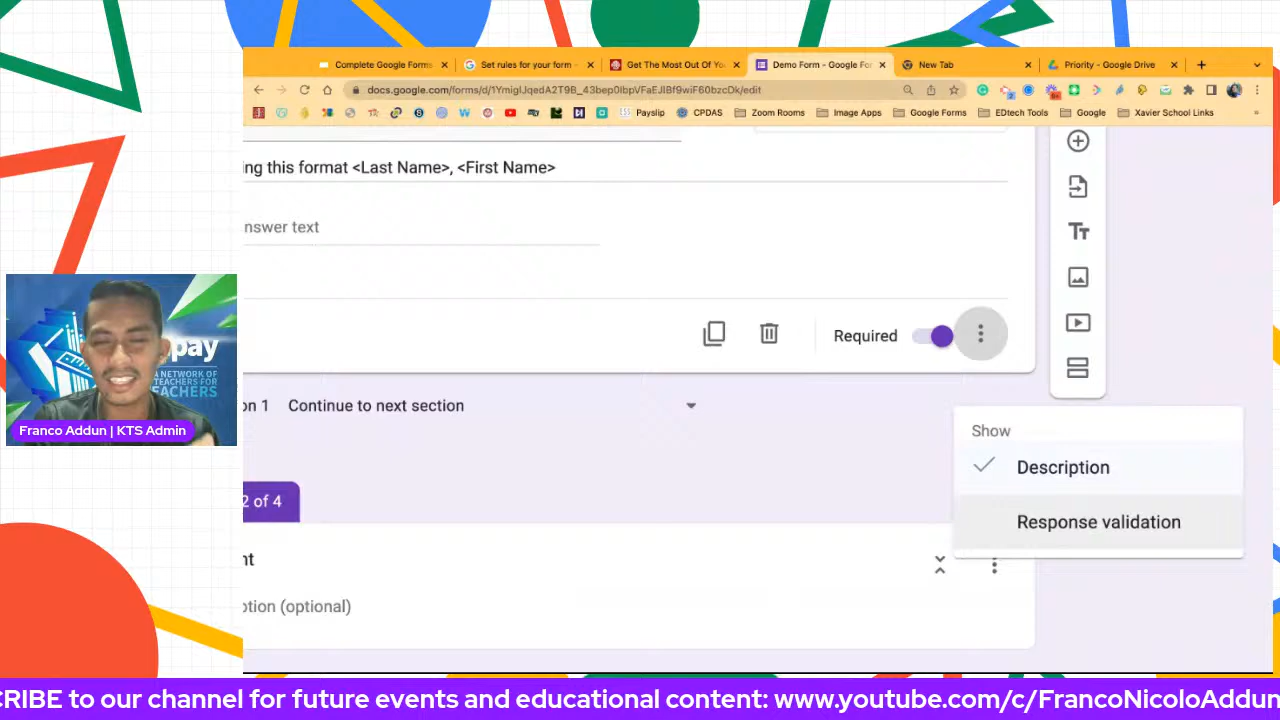 Complete Google Forms
Set rules for your form -
Get The Most Out Of Yo
Demo Form - Google For
New Tab
Priority - Google Drive
docs.google.com/forms/d/1YmigIJqedA2T9B_43bep0lbpVFaEJlBf9wiF60bzcDk/edit
Payslip
CPDAS
Zoom Rooms
Image Apps
Google Forms
EDtech Tools
Google
Xavier School Links
ing this format <Last Name>, <First Name>
nswer text
Required
on 1 Continue to next section
Show
Description
Response validation
2 of 4
nt
ption (optional)
pay
A NETWORK OF
TEACHERS FOR
TEACHERS
Franco Addun | KTS Admin
CRIBE to our channel for future events and educational content: www.youtube.com/c/FrancoNicoloAddun